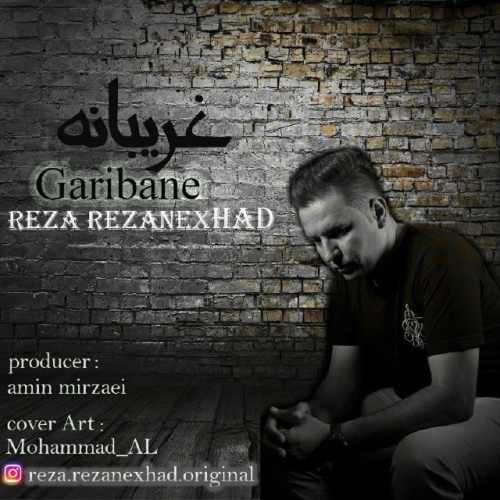 غریبانه
Garibane
REZA REZANEXHAD
producer :
amin mirzaei
cover Art :
Mohammad_AL
reza.rezanexhad.original